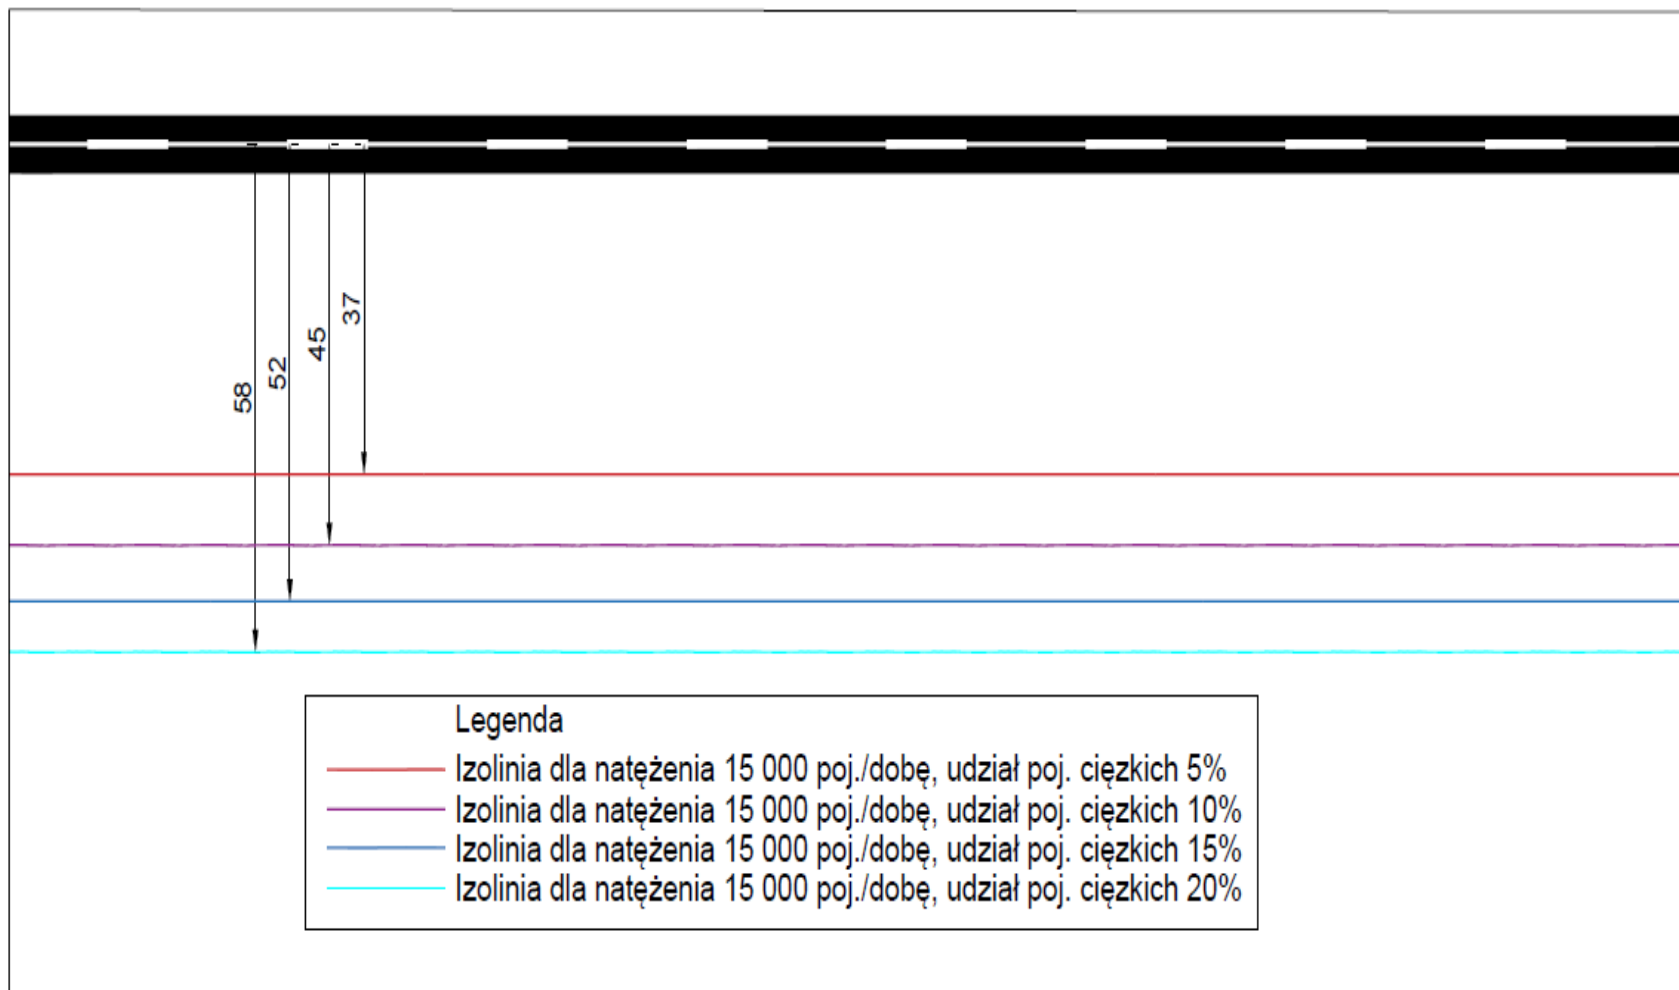 37
45
52
58
Legenda
Izolinia dla natężenia 15 000 poj./dobę, udział poj. cięzkich 5%
Izolinia dla natężenia 15 000 poj./dobę, udział poj. cięzkich 10%
Izolinia dla natężenia 15 000 poj./dobę, udział poj. cięzkich 15%
Izolinia dla natężenia 15 000 poj./dobę, udział poj. cięzkich 20%